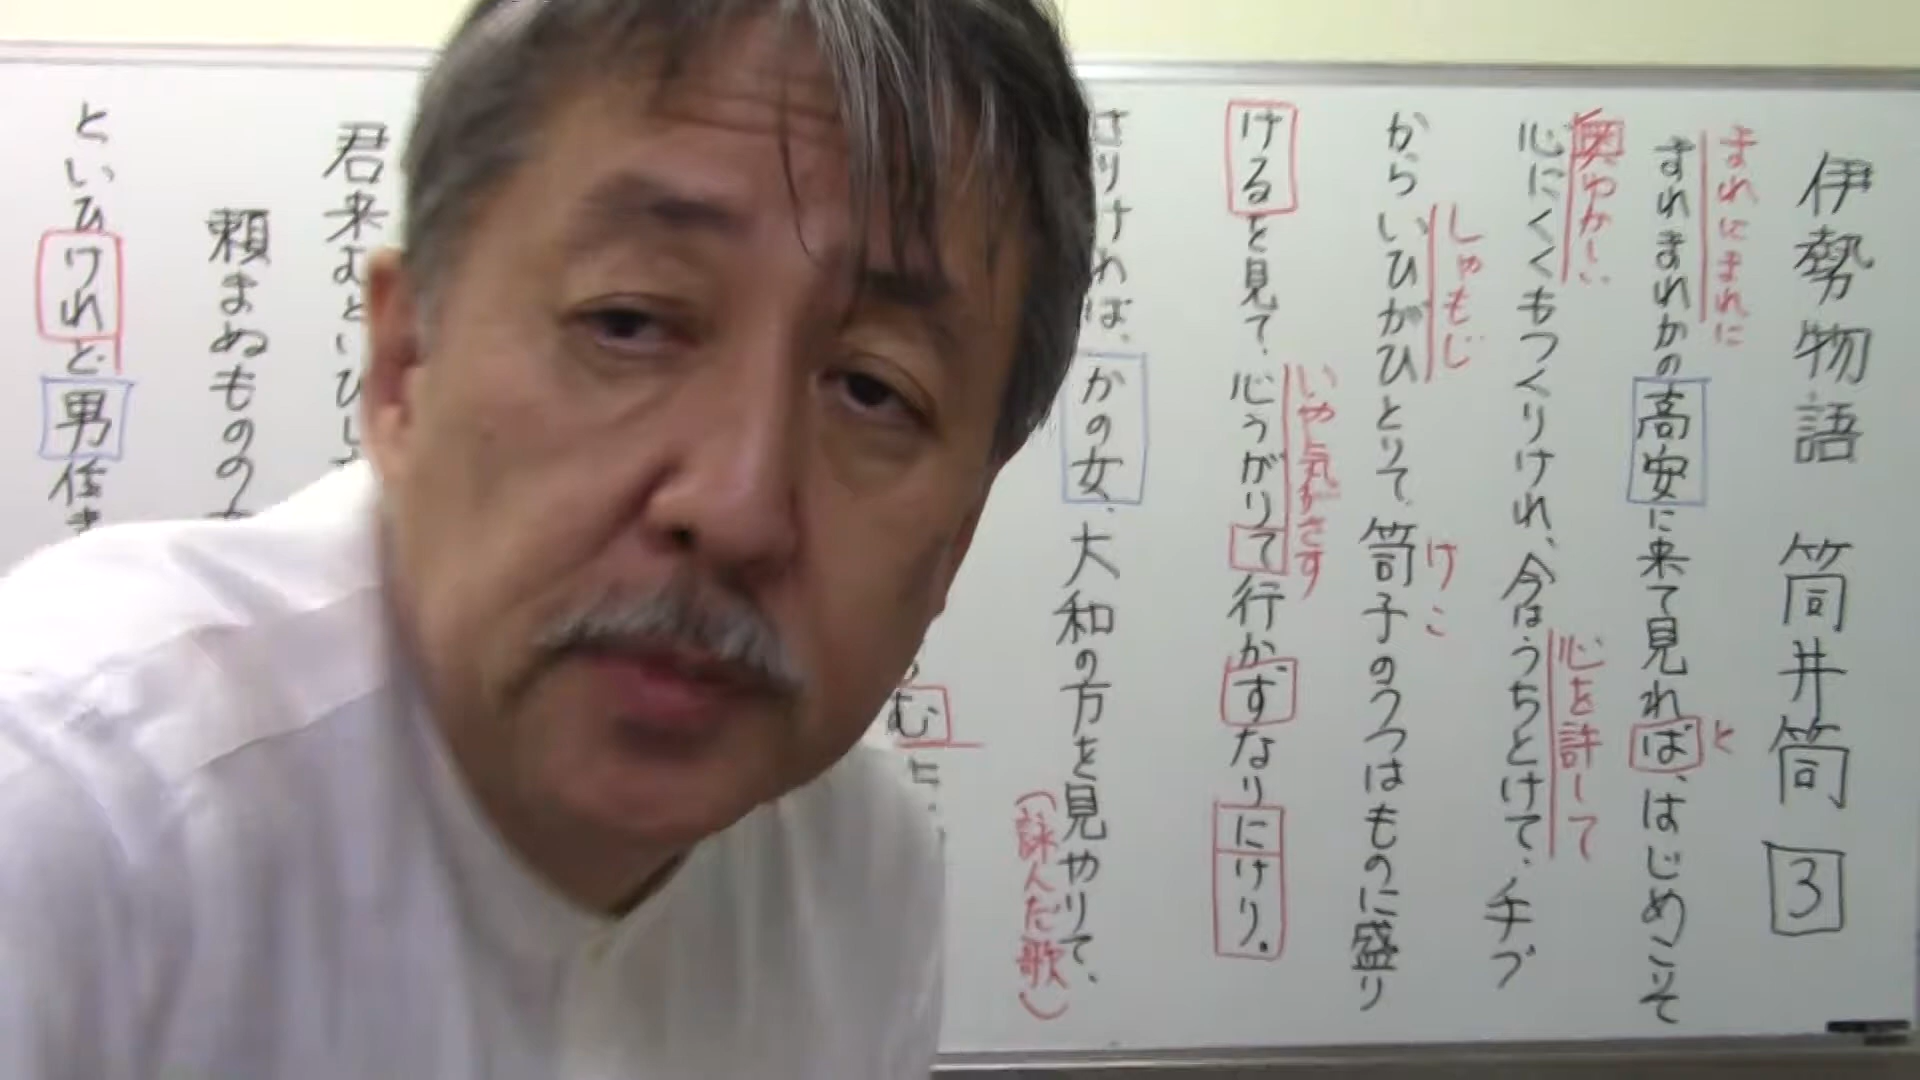 伊勢物語 筒井筒 3
まれにまれに
まれまれかの高安に来て見れば、はじめこそ
と
奥ゆかしい
心にくくもつくりけれ、今はうちとけて、手づ
心を許して
しゃもじ
からいひがひとりて、笥子のうつはものに盛り
けこ
いや気がさす
けるを見て、心うがりて行かずなりにけり。
さりければ、かの女、大和の方を見やりて、
(詠んだ歌)
む
君来むといひし
頼まぬものの
といひけれど男住ま